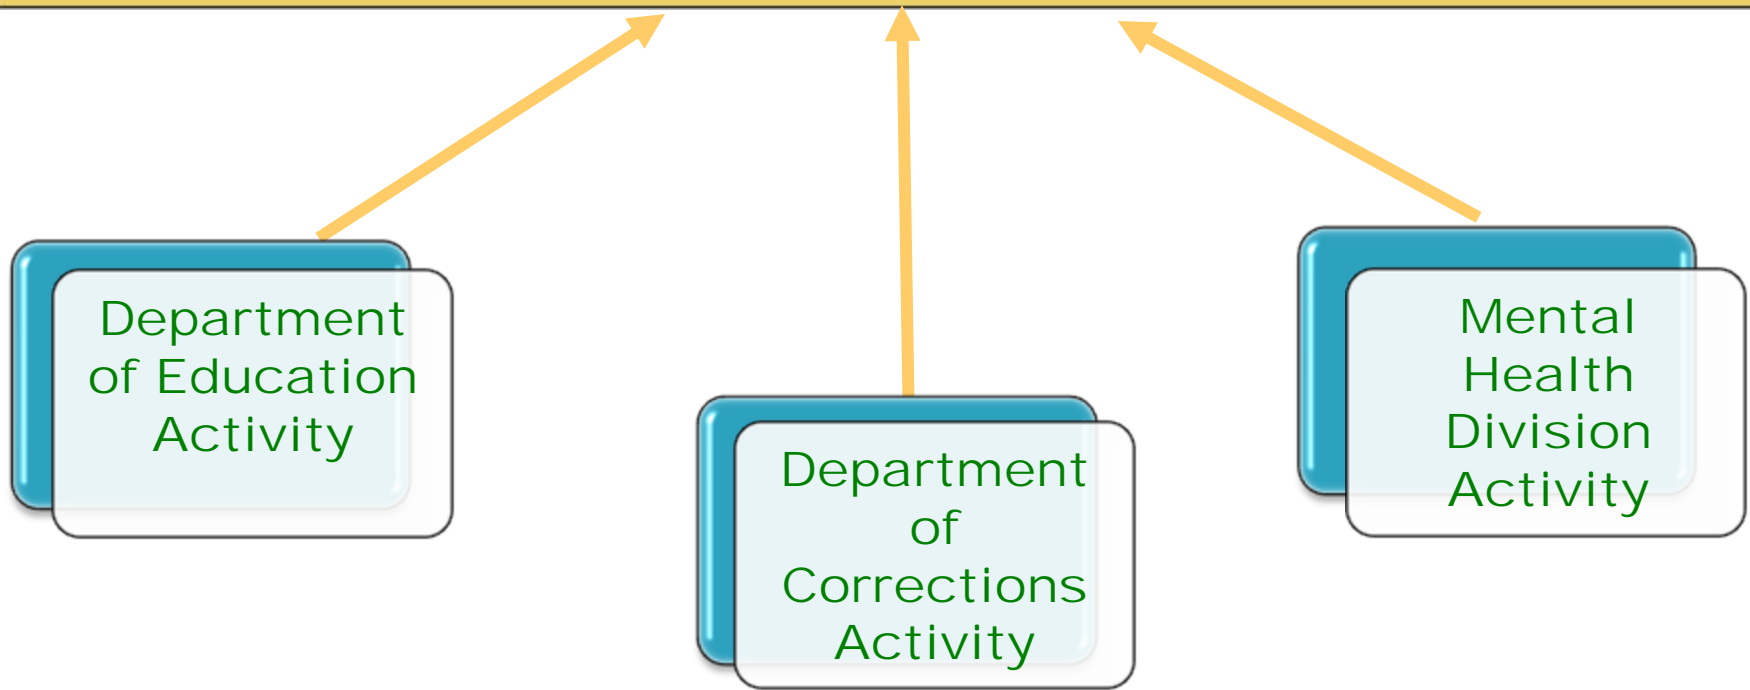 Department
of Education
Activity
Department
of
Corrections
Activity
Mental
Health
Division
Activity